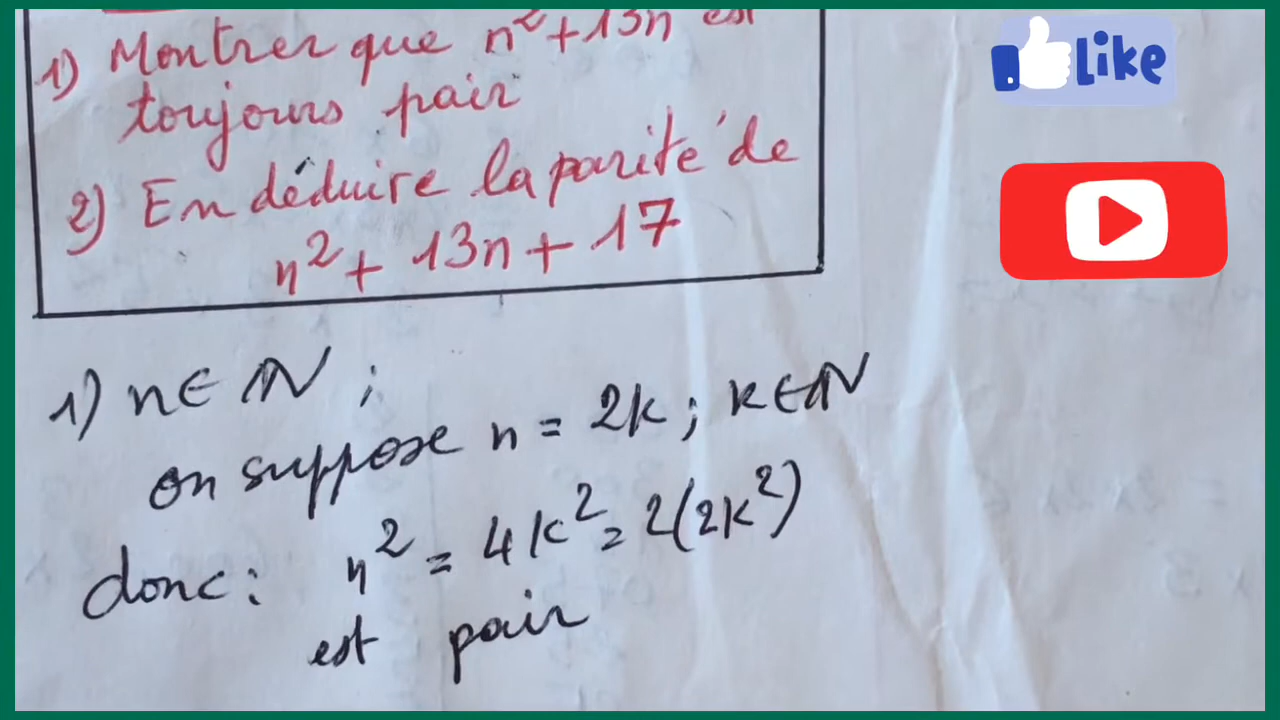 1) Montrer que n²+13n est
toujours pair
2) En déduire la parité de
n² + 13n + 17
1) n ∈ ℕ ;
on suppose n = 2k ; k ∈ ℕ
donc : n² = 4k² = 2(2k²)
est pair
Like